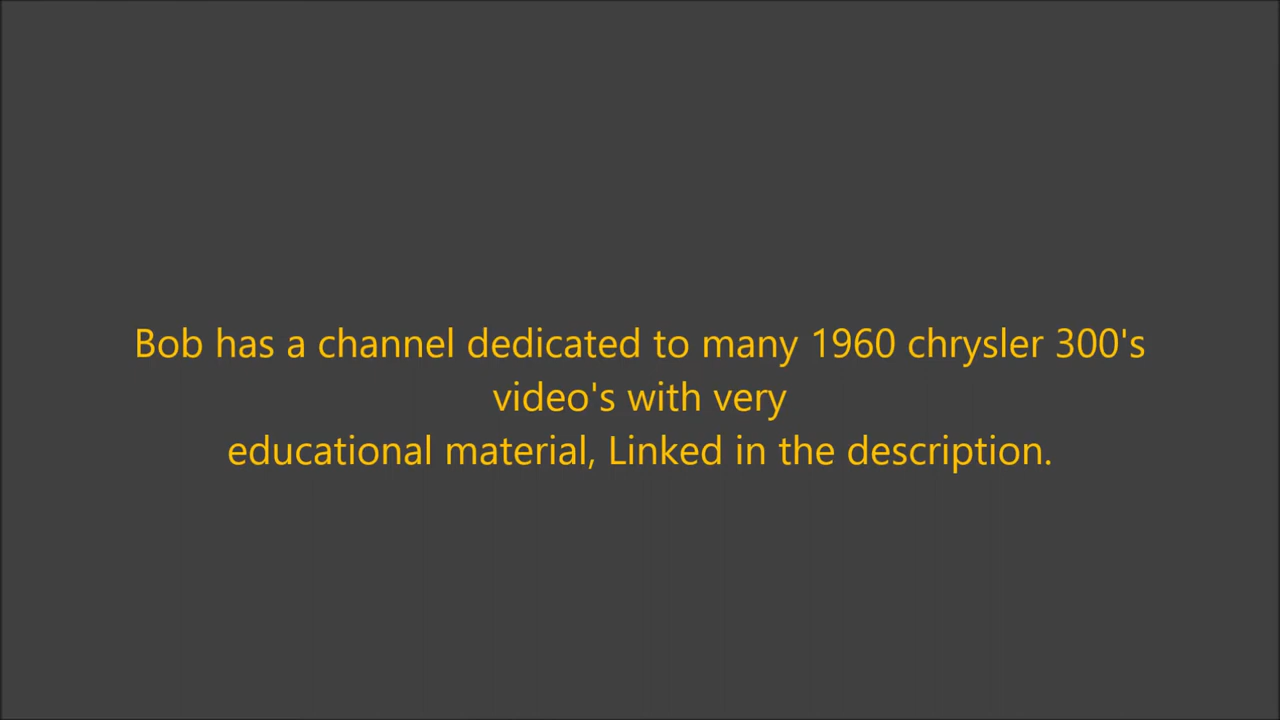 Bob has a channel dedicated to many 1960 chrysler 300's
video's with very
educational material, Linked in the description.